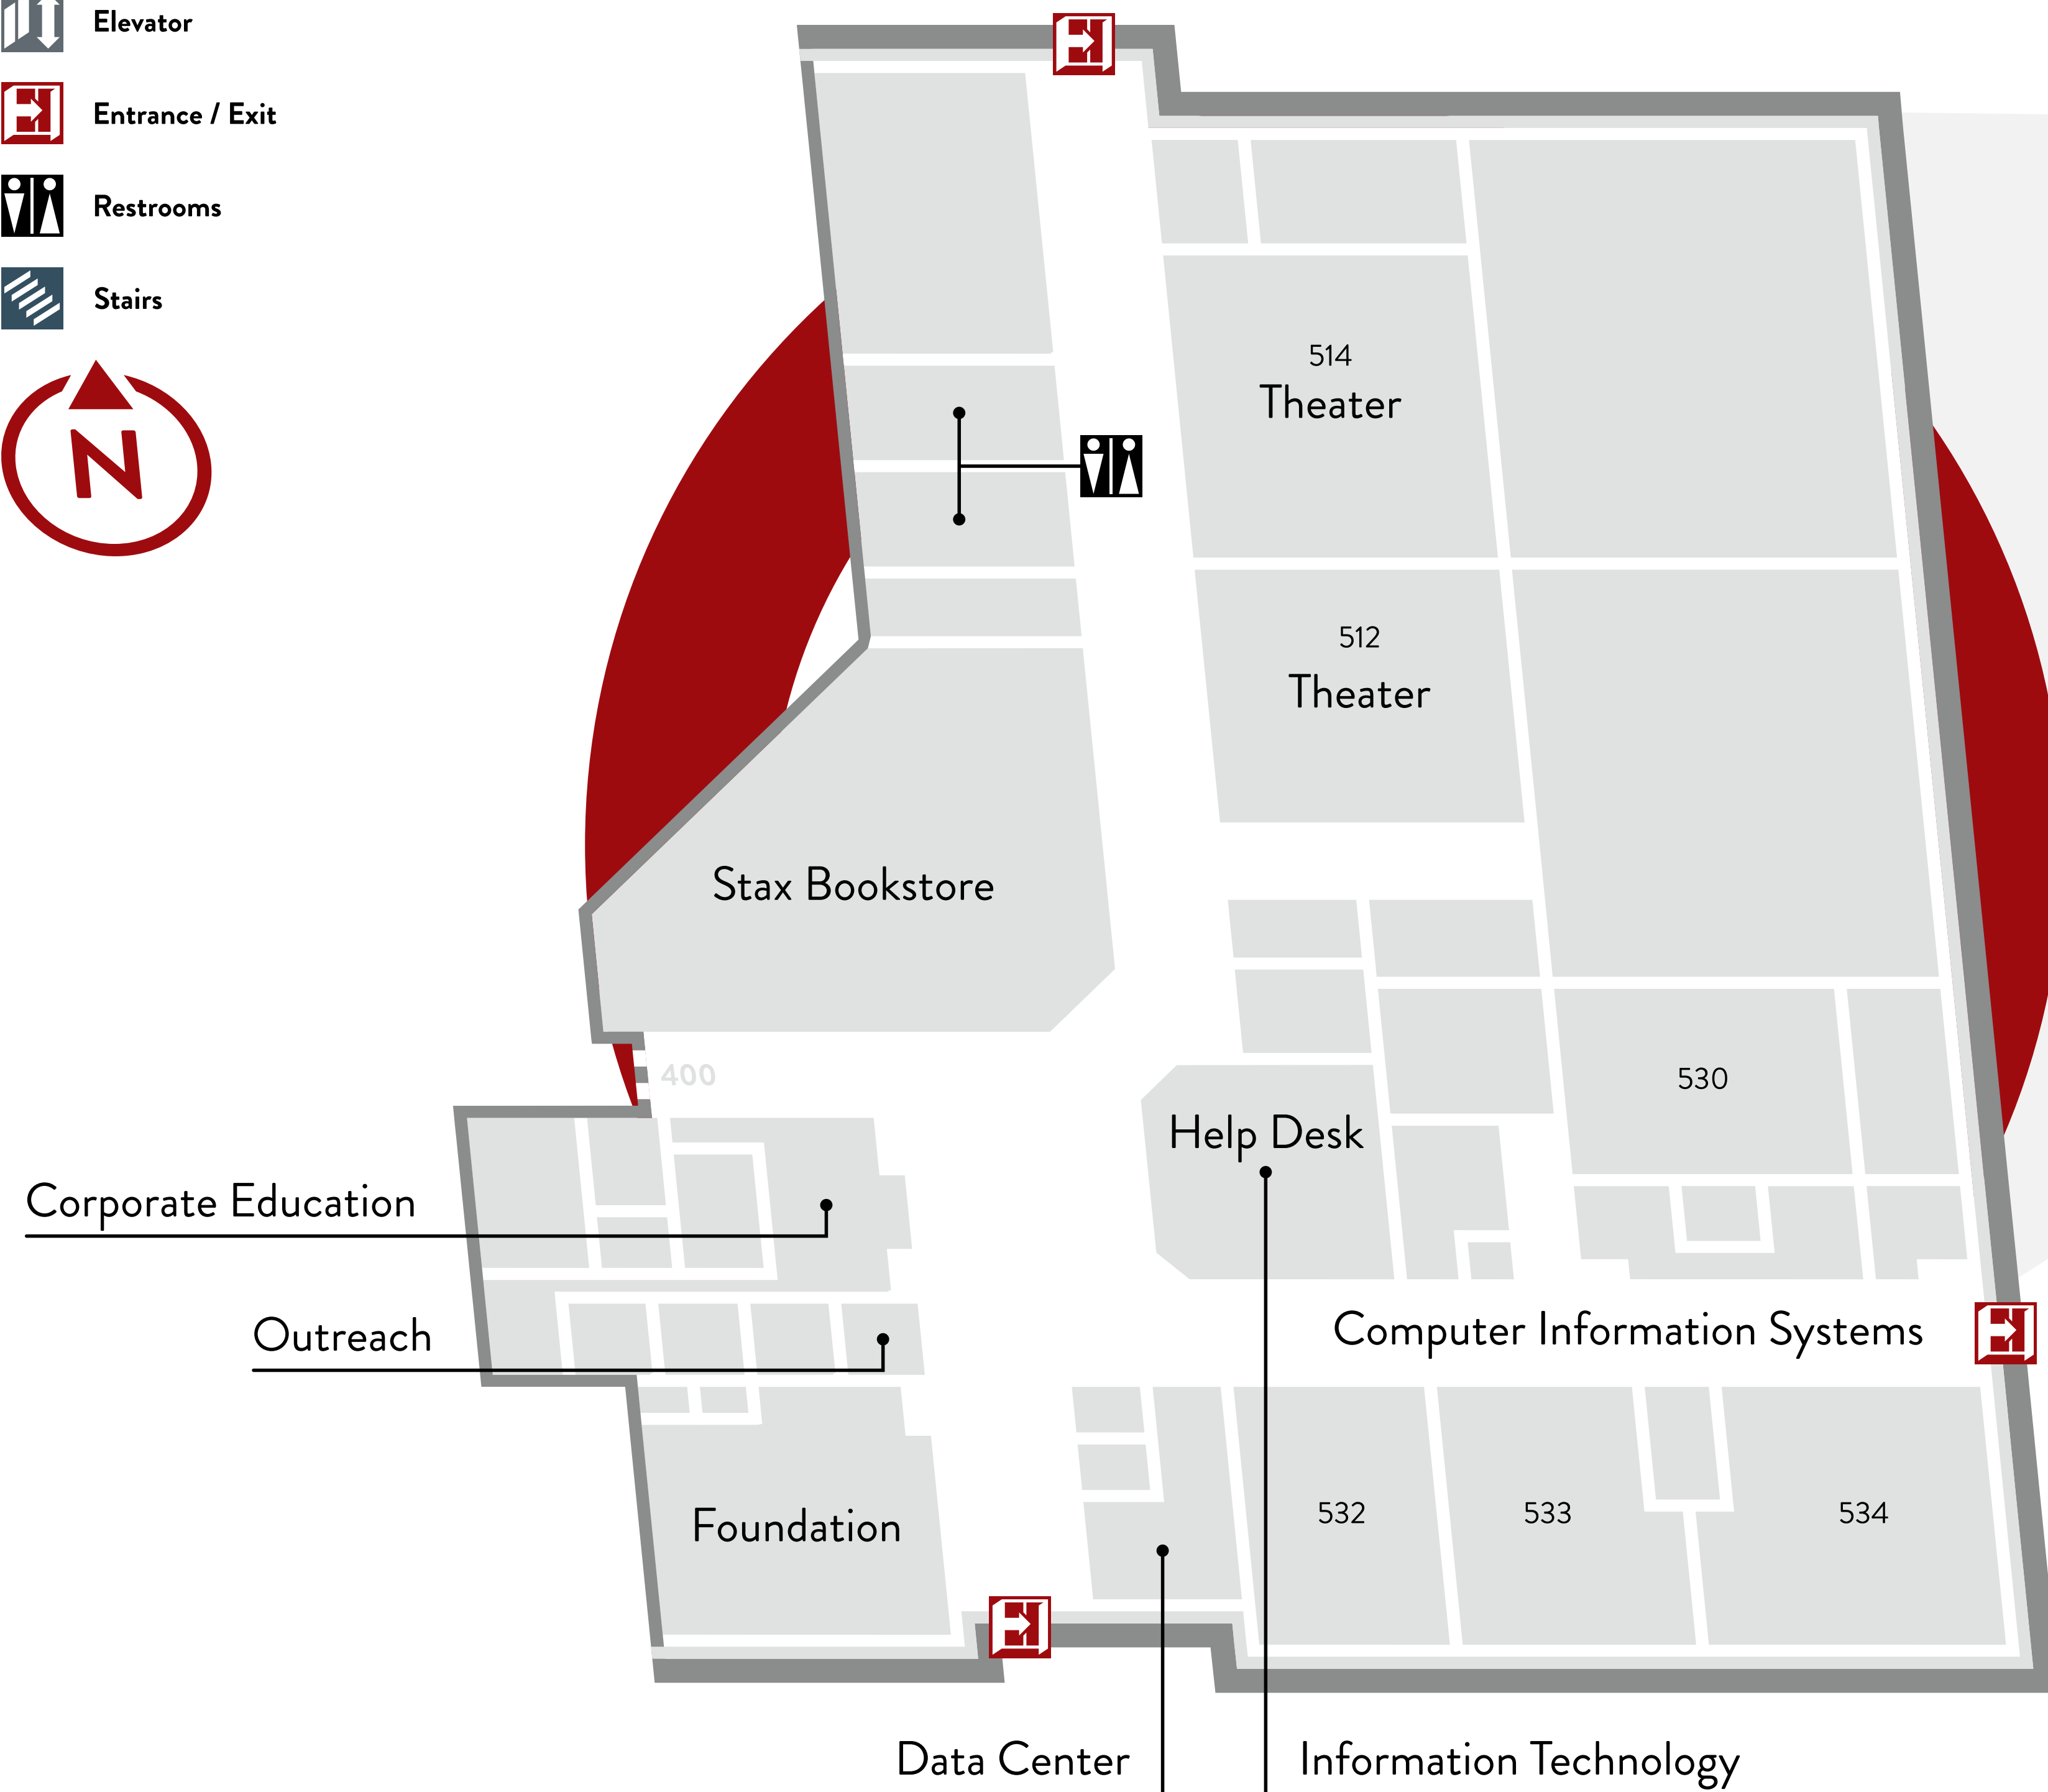 Elevator
Entrance / Exit
Restrooms
Stairs
N
514
Theater
512
Theater
Stax Bookstore
400
530
Help Desk
Corporate Education
Outreach
Computer Information Systems
Foundation
532
533
534
Data Center
Information Technology